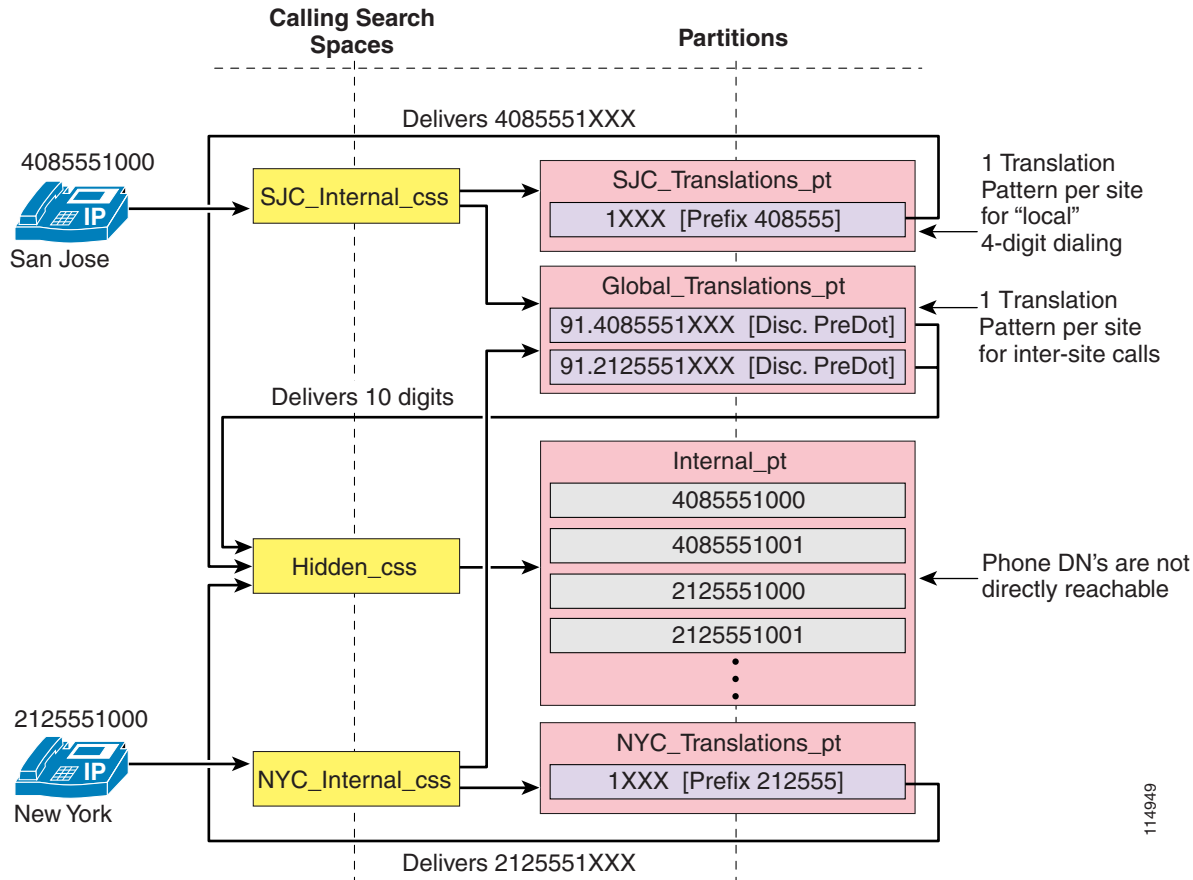 Calling Search
Spaces
Partitions
Delivers 4085551XXX
4085551000
IP
San Jose
SJC_Internal_css
SJC_Translations_pt
1XXX [Prefix 408555]
1 Translation
Pattern per site
for “local”
4-digit dialing
Global_Translations_pt
91.4085551XXX [Disc. PreDot]
91.2125551XXX [Disc. PreDot]
1 Translation
Pattern per site
for inter-site calls
Delivers 10 digits
Internal_pt
4085551000
4085551001
2125551000
2125551001
Hidden_css
Phone DN's are not
directly reachable
2125551000
IP
New York
NYC_Internal_css
NYC_Translations_pt
1XXX [Prefix 212555]
Delivers 2125551XXX
114949